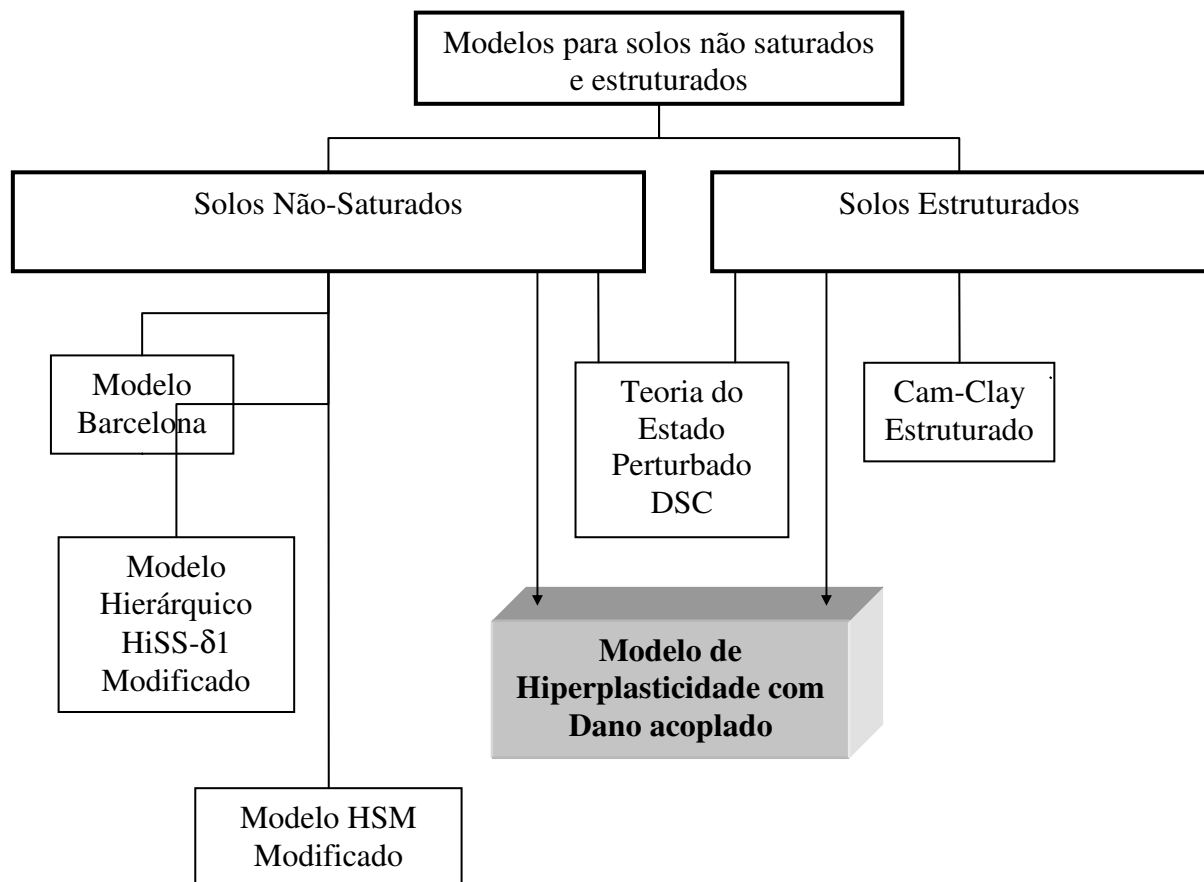 Modelos para solos não saturados
e estruturados
Solos Não-Saturados
Solos Estruturados
Modelo
Barcelona
Teoria do
Estado
Perturbado
DSC
Cam-Clay
Estruturado
Modelo
Hierárquico
HiSS-δ1
Modificado
Modelo de
Hiperplasticidade com
Dano acoplado
Modelo HSM
Modificado